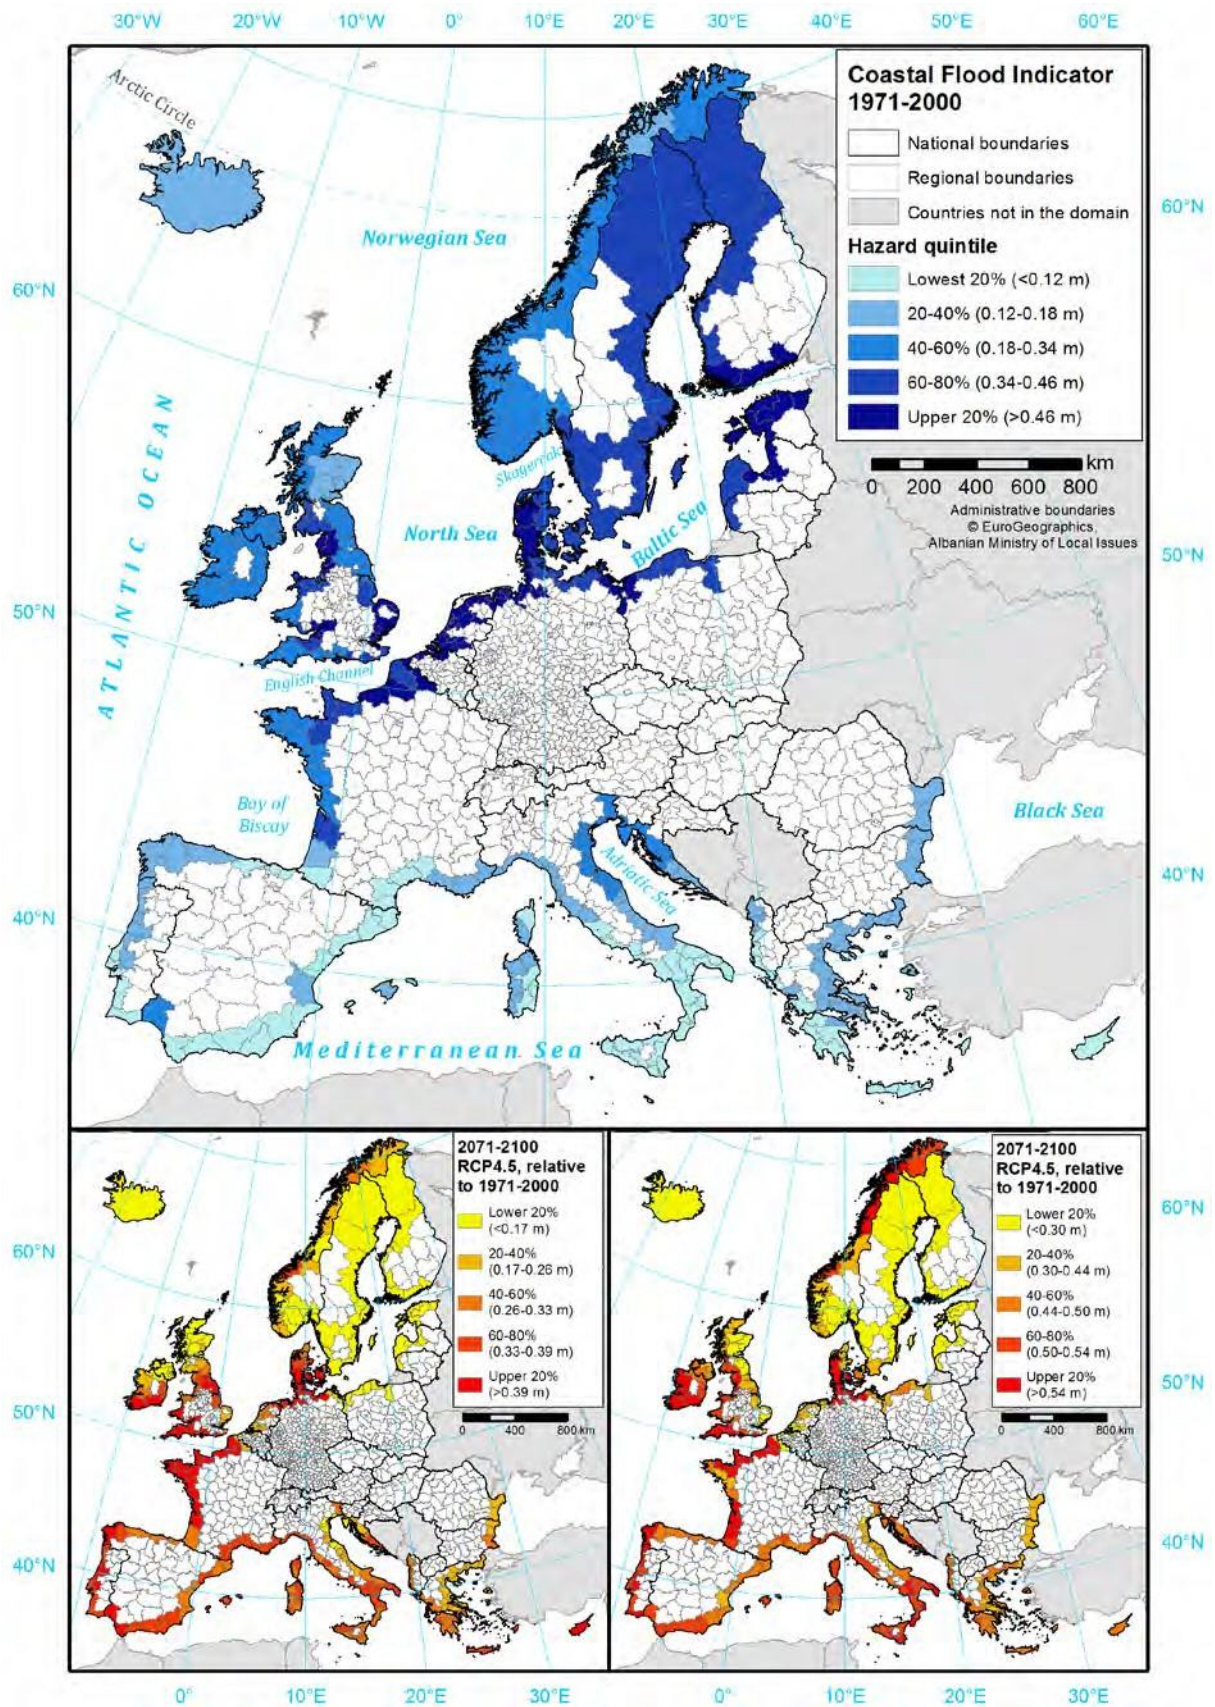 30°W 20°W 10°W 0° 10°E 20°E 30°E 40°E 50°E 60°E
Arctic Circle
Coastal Flood Indicator
1971-2000
National boundaries
Regional boundaries
Countries not in the domain
Hazard quintile
Lowest 20% (<0.12 m)
20-40% (0.12-0.18 m)
40-60% (0.18-0.34 m)
60-80% (0.34-0.46 m)
Upper 20% (>0.46 m)
km
0 200 400 600 800
Administrative boundaries
© EuroGeographics,
Albanian Ministry of Local Issues
60°N
50°N
40°N
60°N
50°N
40°N
Norwegian Sea
ATLANTIC OCEAN
Skagerrak
North Sea
Baltic Sea
English Channel
Bay of
Biscay
Adriatic Sea
Black Sea
Mediterranean Sea
2071-2100
RCP4.5, relative
to 1971-2000
Lower 20%
(<0.17 m)
20-40%
(0.17-0.26 m)
40-60%
(0.26-0.33 m)
60-80%
(0.33-0.39 m)
Upper 20%
(>0.39 m)
0 400 800 km
2071-2100
RCP4.5, relative
to 1971-2000
Lower 20%
(<0.30 m)
20-40%
(0.30-0.44 m)
40-60%
(0.44-0.50 m)
60-80%
(0.50-0.54 m)
Upper 20%
(>0.54 m)
0 400 800 km
60°N
50°N
40°N
60°N
50°N
40°N
0° 10°E 20°E 30°E 0° 10°E 20°E 30°E